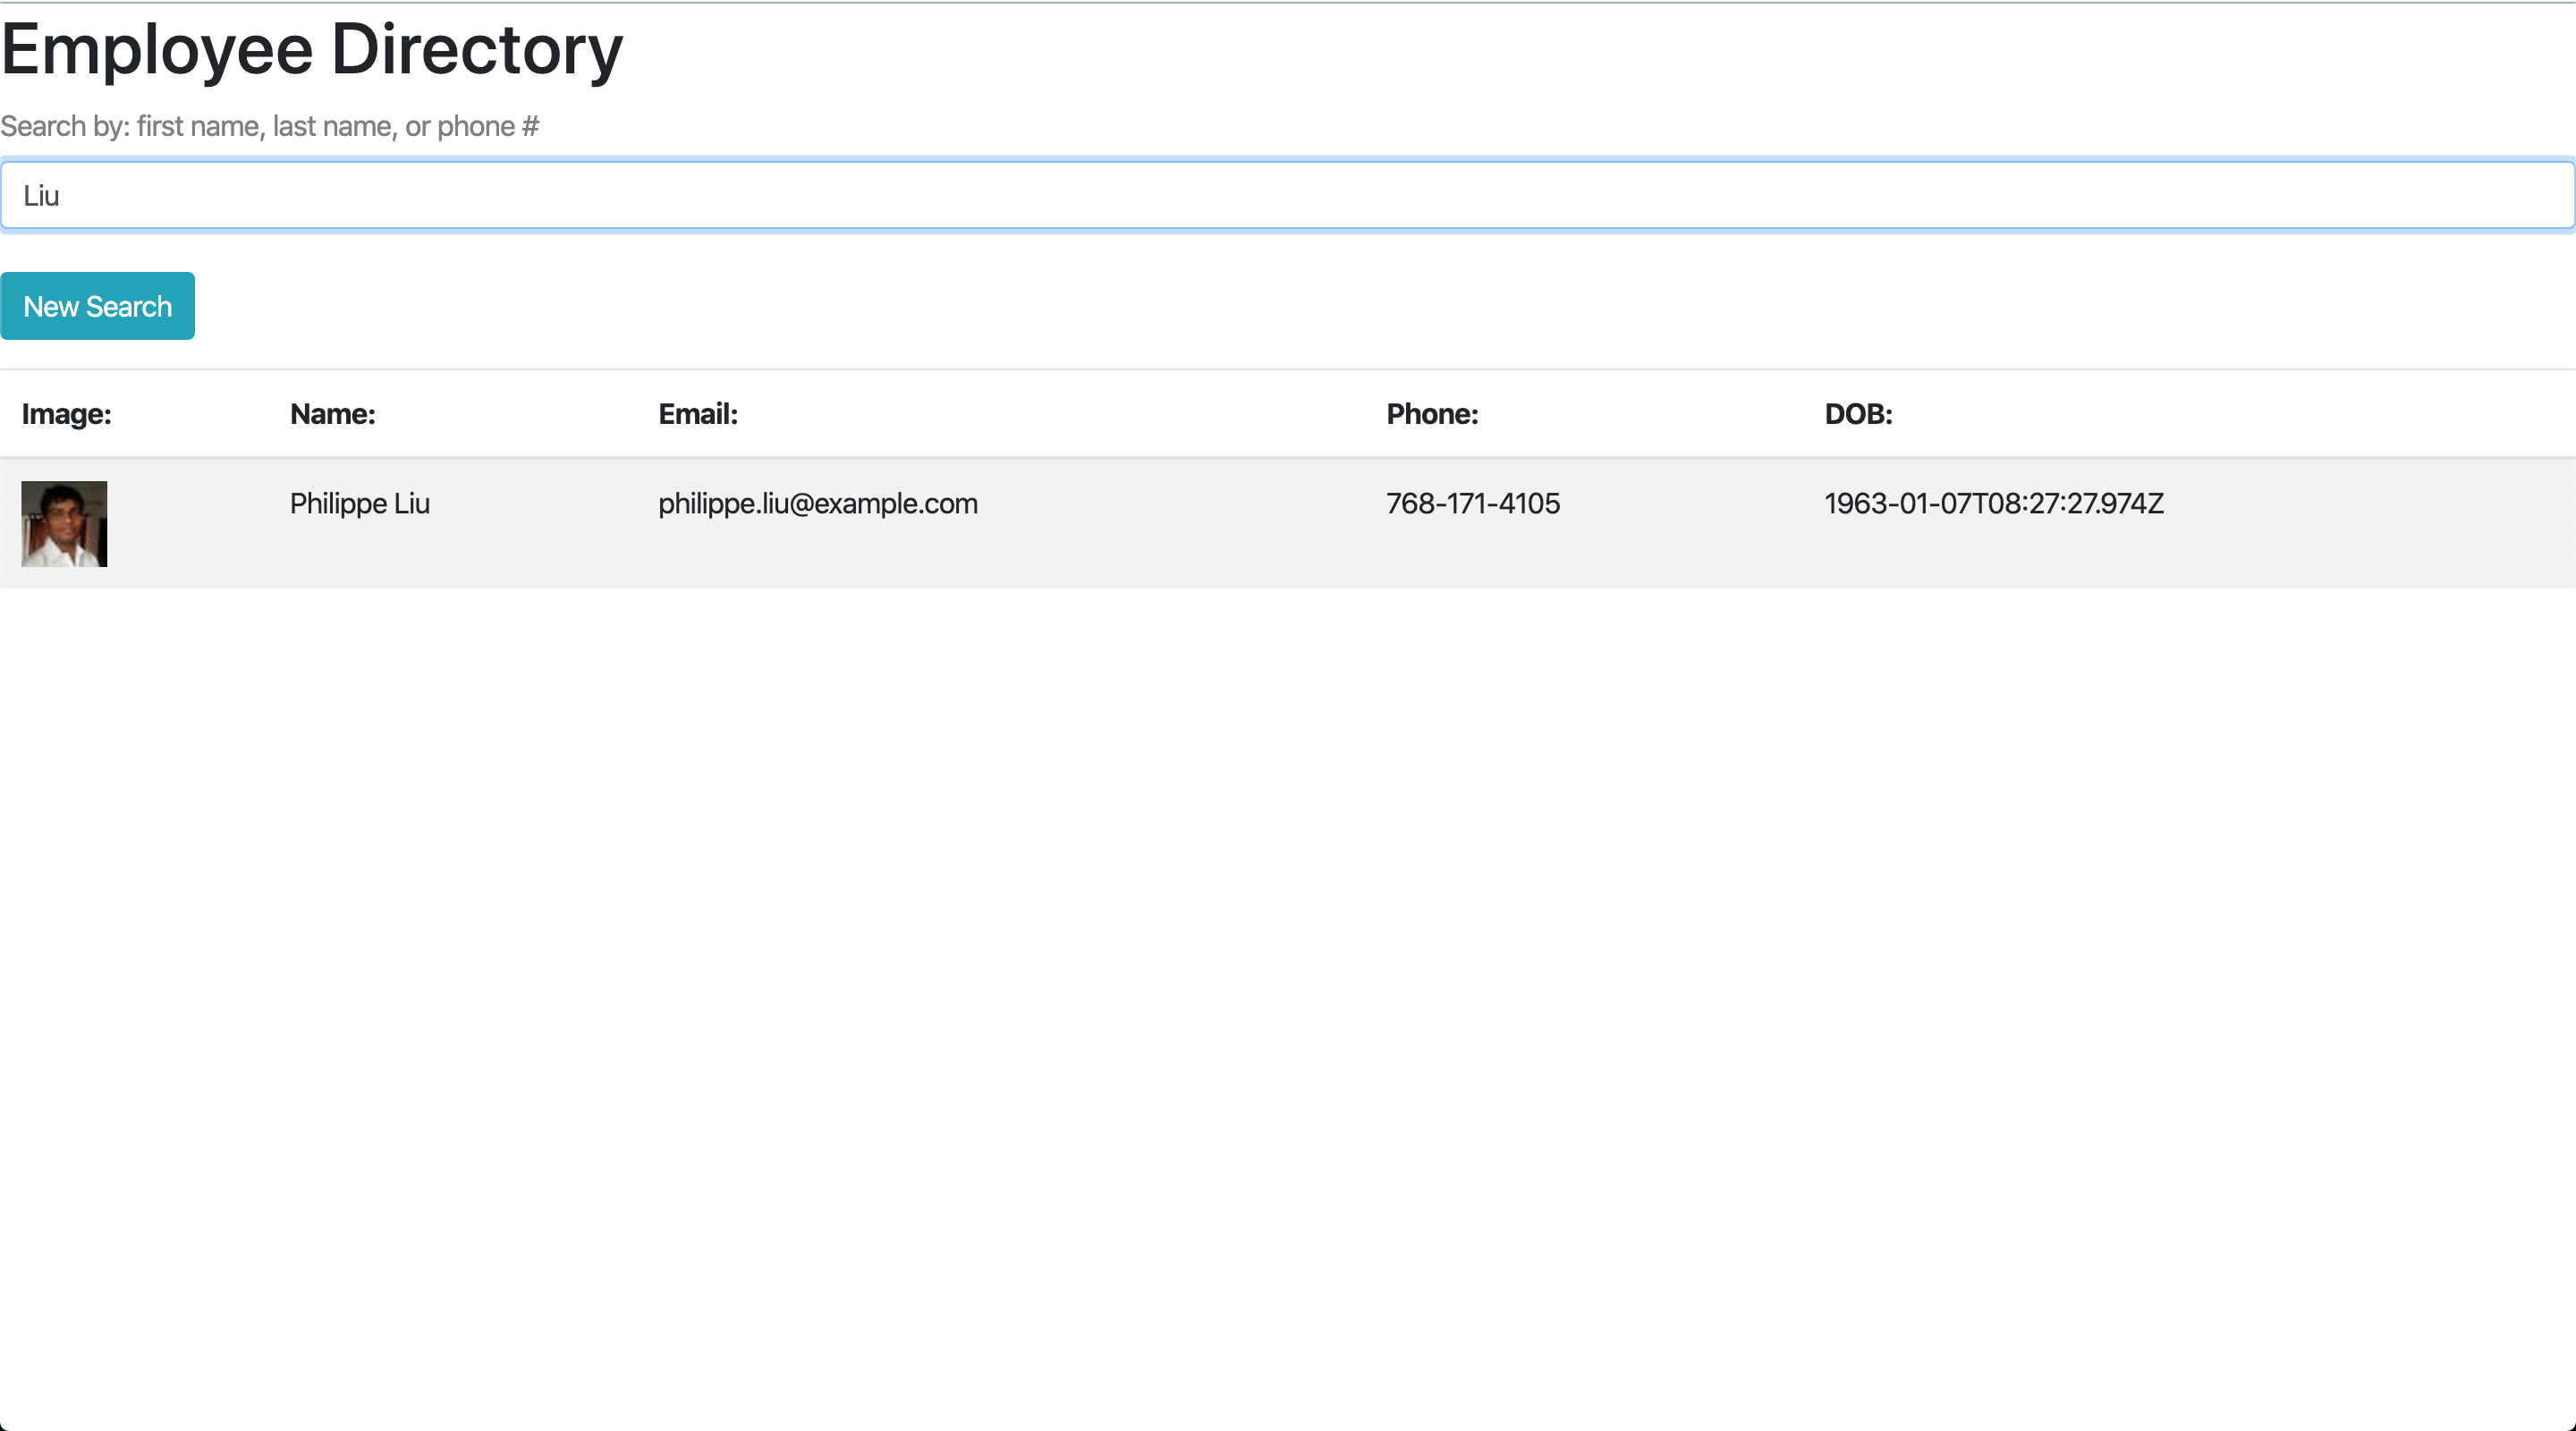 Employee Directory
Search by: first name, last name, or phone #
Liu
New Search
Image: Name: Email: Phone: DOB:
Philippe Liu philippe.liu@example.com 768-171-4105 1963-01-07T08:27:27.974Z